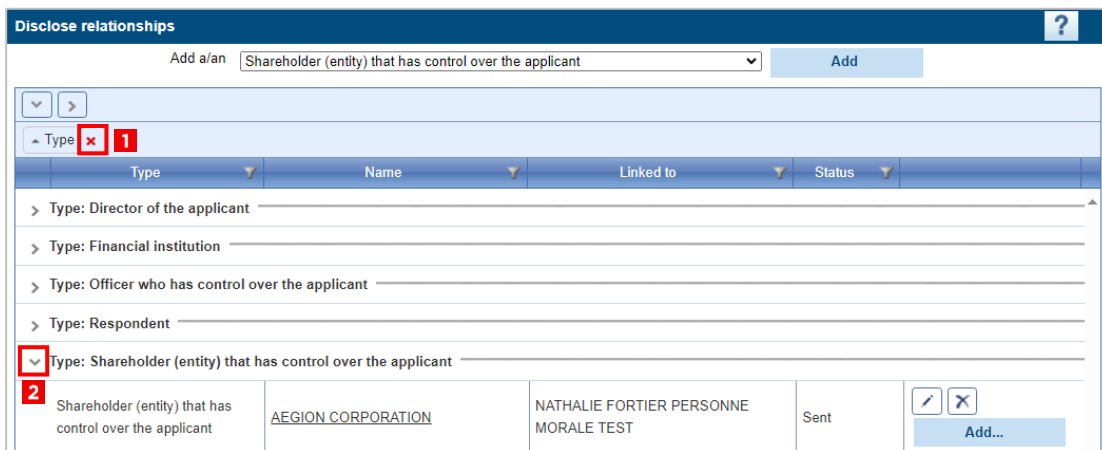 Disclose relationships
?
Add a/an
Shareholder (entity) that has control over the applicant
Add
Type
1
Type
Name
Linked to
Status
Type: Director of the applicant
Type: Financial institution
Type: Officer who has control over the applicant
Type: Respondent
Type: Shareholder (entity) that has control over the applicant
2
Shareholder (entity) that has
control over the applicant
AEGION CORPORATION
NATHALIE FORTIER PERSONNE
MORALE TEST
Sent
Add...